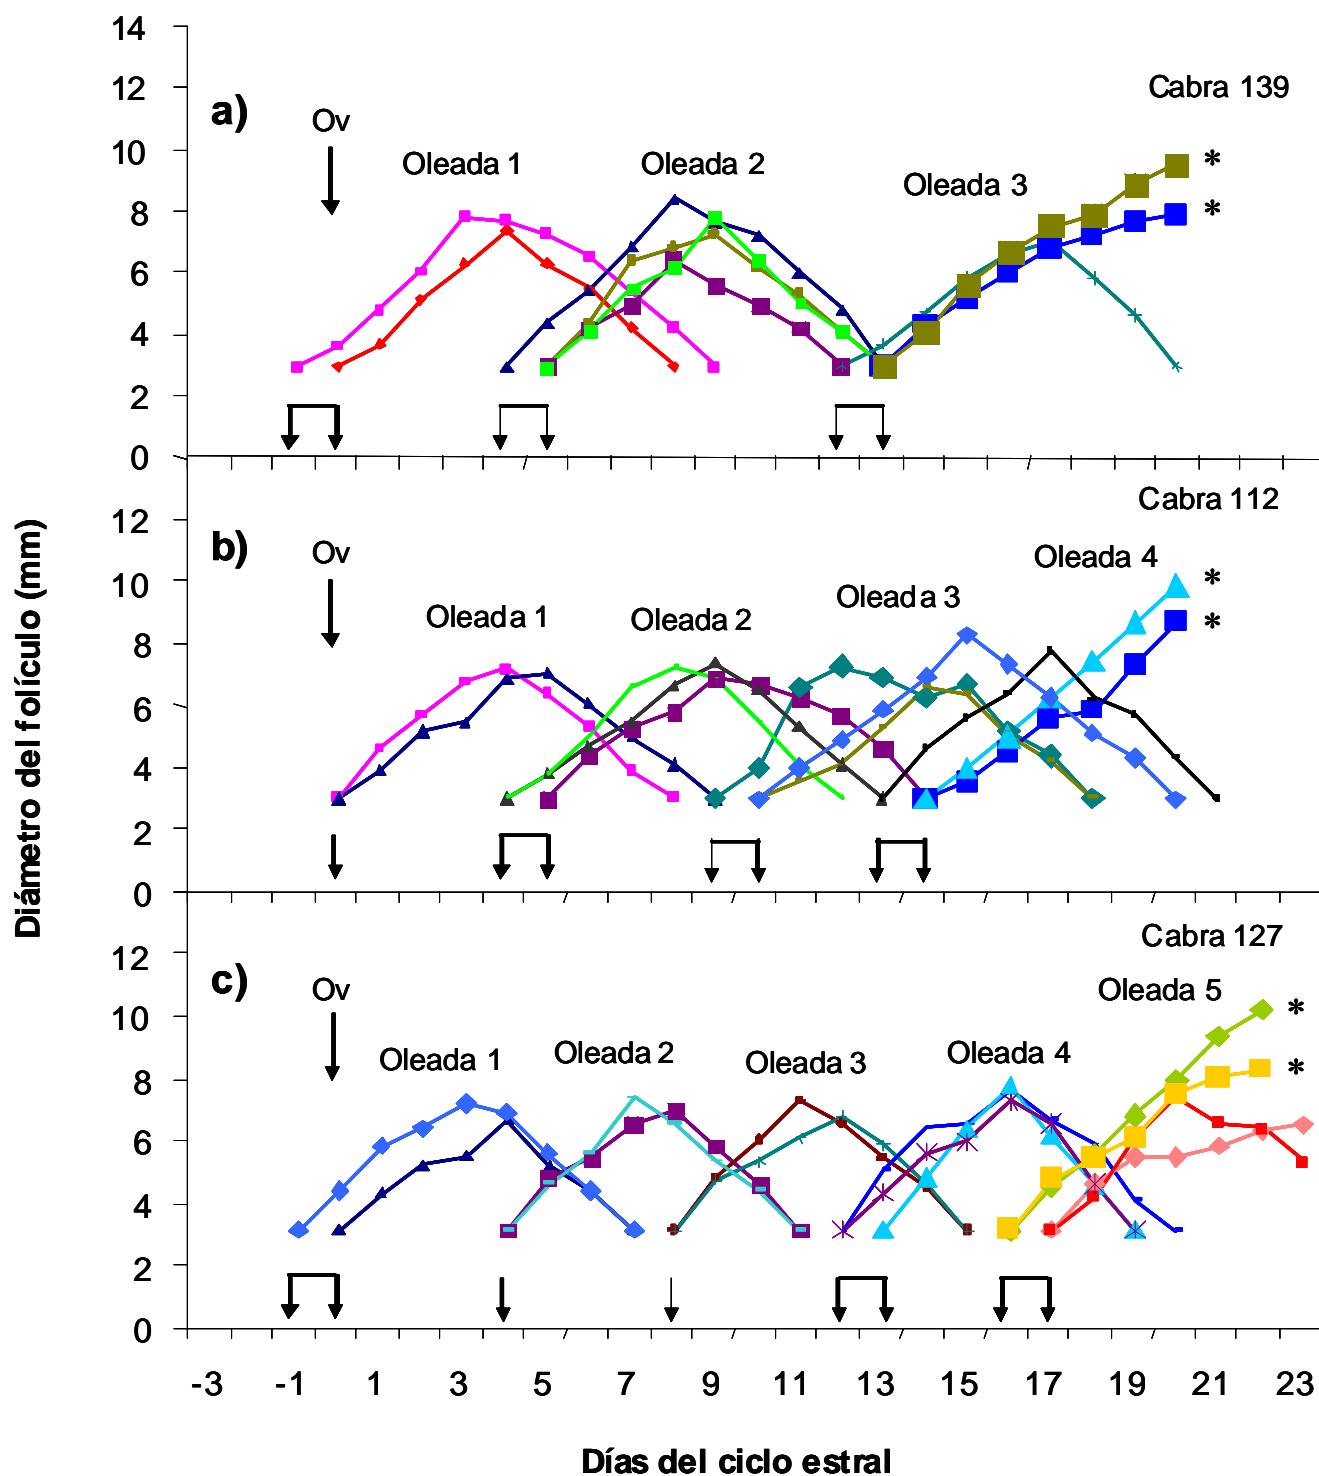 14
12
Cabra 139
a)
Ov
10
Oleada 1
Oleada 2
*
Oleada 3
8
*
6
4
2
0
Cabra 112
12
b)
Ov
Oleada 4
10
*
Oleada 3
Oleada 1
Oleada 2
*
8
6
4
2
0
Diámetro del folículo (mm)
Cabra 127
12
c)
Ov
Oleada 5
10
*
Oleada 1
Oleada 2
Oleada 3
Oleada 4
*
8
6
4
2
0
-3 -1 1 3 5 7 9 11 13 15 17 19 21 23
Días del ciclo estral